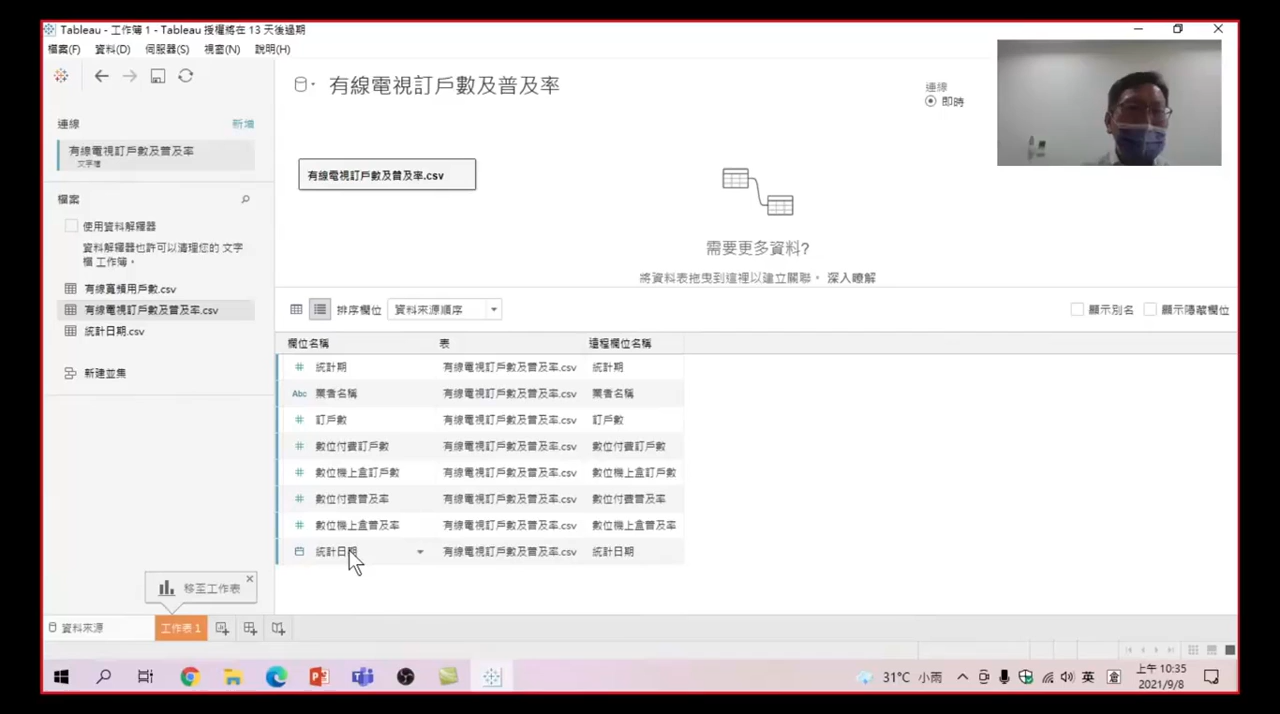 Tableau - 工作簿 1 - Tableau 授權將在 13 天後過期
檔案(F) 資料(D) 伺服器(S) 視窗(N) 說明(H)
連線 新增
有線電視訂戶數及普及率
文字檔
檔案
使用資料解釋器
資料解釋器也許可以清理您的 文字
檔 工作簿。
有線寬頻用戶數.csv
有線電視訂戶數及普及率.csv
統計日期.csv
新建並集
有線電視訂戶數及普及率
連線
即時
有線電視訂戶數及普及率.csv
需要更多資料?
將資料表拖曳到這裡以建立關聯。 深入瞭解
排序欄位 資料來源順序 顯示別名 顯示隱藏欄位
欄位名稱 表 遠程欄位名稱
# 統計期 有線電視訂戶數及普及率.csv 統計期
Abc 業者名稱 有線電視訂戶數及普及率.csv 業者名稱
# 訂戶數 有線電視訂戶數及普及率.csv 訂戶數
# 數位付費訂戶數 有線電視訂戶數及普及率.csv 數位付費訂戶數
# 數位機上盒訂戶數 有線電視訂戶數及普及率.csv 數位機上盒訂戶數
# 數位付費普及率 有線電視訂戶數及普及率.csv 數位付費普及率
# 數位機上盒普及率 有線電視訂戶數及普及率.csv 數位機上盒普及率
統計日期 有線電視訂戶數及普及率.csv 統計日期
移至工作表
資料來源 工作表 1
31°C 小雨 英 倉 上午 10:35
2021/9/8